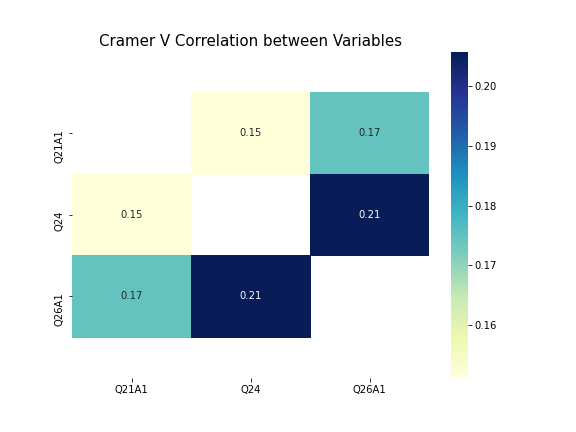 Cramer V Correlation between Variables
Q21A1
0.15
0.17
Q24
0.15
0.21
Q26A1
0.17
0.21
Q21A1
Q24
Q26A1
0.20
0.19
0.18
0.17
0.16